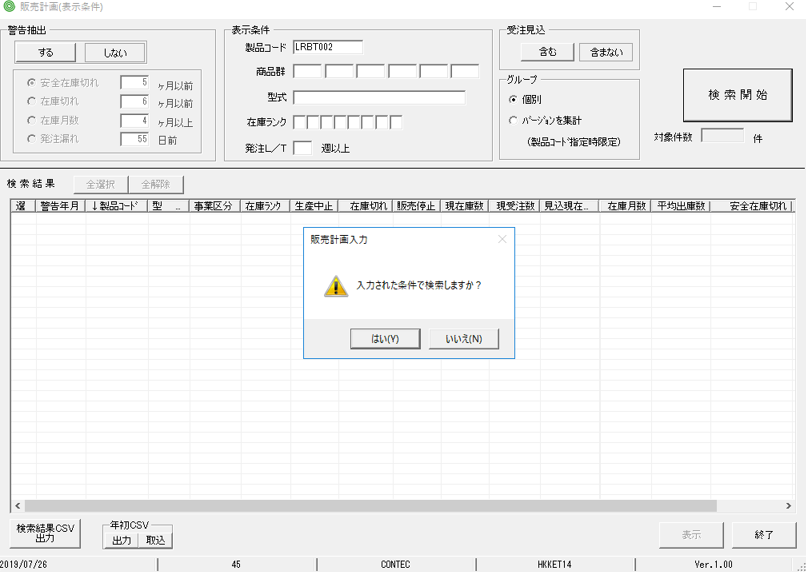 販売計画(表示条件)
警告抽出
する しない
安全在庫切れ 5 ヶ月以前
在庫切れ 6 ヶ月以前
在庫月数 4 ヶ月以上
発注漏れ 55 日前
表示条件
製品コード LRBT002
商品群
型式
在庫ランク
発注L/T 週以上
受注見込
含む 含まない
グループ
個別
バージョンを集計
(製品コード指定時限定)
検索開始
対象件数 件
検索結果 全選択 全解除
選 警告年月 ↓製品コード 型 .. 事業区分 在庫ランク 生産中止 在庫切れ 販売停止 現在庫数 現受注数 見込現在.. 在庫月数 平均出庫数 安全在庫切れ
販売計画入力
入力された条件で検索しますか?
はい(Y) いいえ(N)
検索結果CSV
出力
年初CSV
出力 取込
表示 終了
2019/07/26 45 CONTEC HKKET14 Ver.1.00